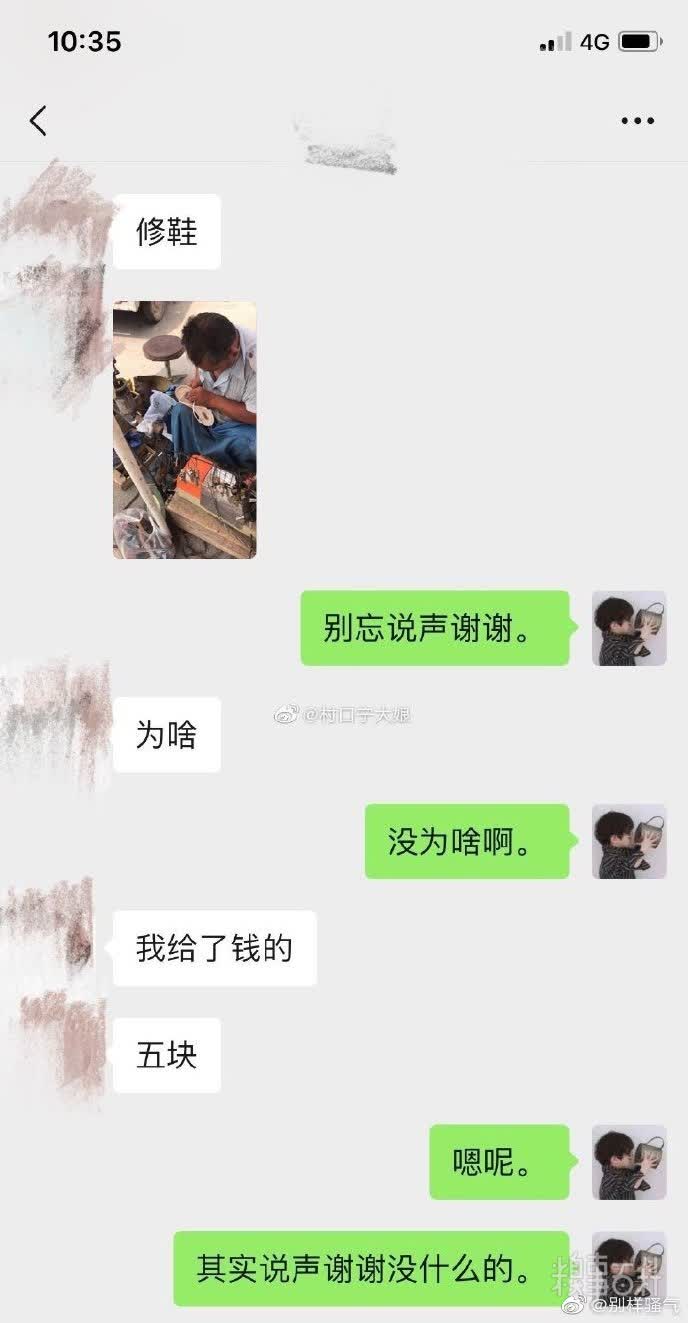 10:35
4G
修鞋
别忘说声谢谢。
为啥
@村口宁大娘
没为啥啊。
我给了钱的
五块
嗯呢。
其实说声谢谢没什么的。
@别样骚气